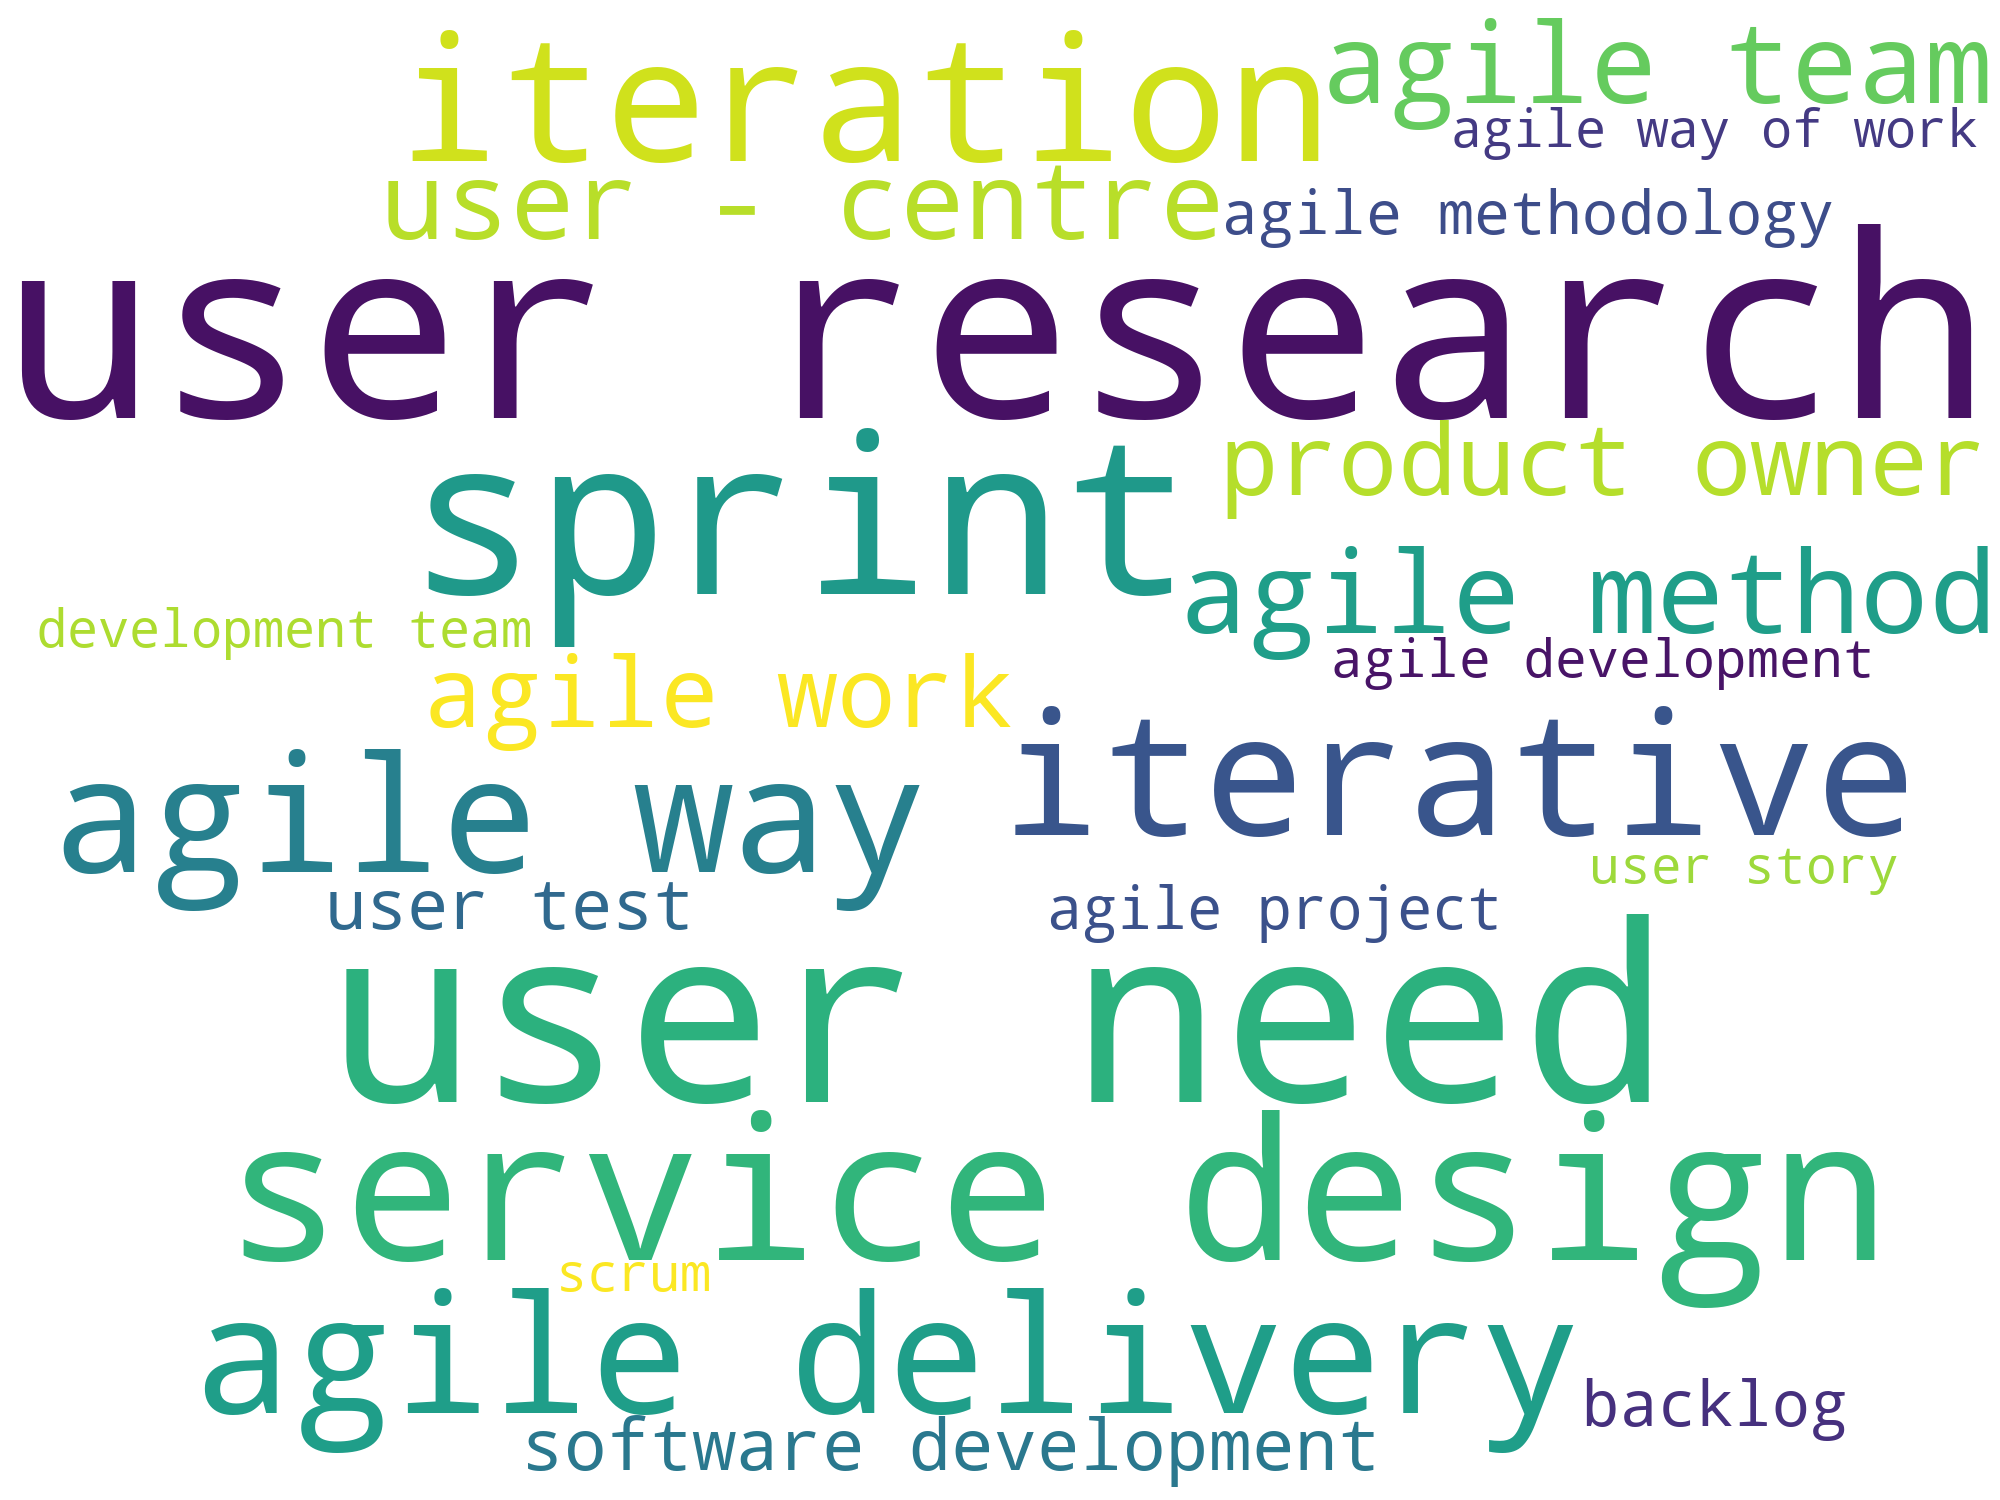 iteration
agile team
agile way of work
user - centre
agile methodology
user research
sprint
product owner
agile method
development team
agile development
agile work
iterative
agile way
user story
user test
agile project
user need
service design
scrum
agile delivery
backlog
software development